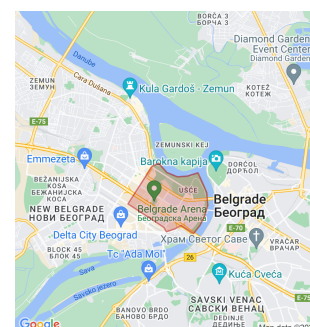 BORČA 3
БОРЧА 3
Diamond Garden
Event Center
Diamond Garden
Danube
Cara Dušana
Kula Gardoš - Zemun
ZEMUN
ЗЕМУН
KOTEŽ
КОТЕЖ
E-75
ZEMUNSKI KEJ
Emmezeta
Barokna kapija
DORĆOL
ДОРЋОЛ
BEŽANIJSKA
KOSA
БЕЖАНИЈСКА
КОСА
UŠĆE
Belgrade
Београд
NEW BELGRADE
НОВИ БЕОГРАД
Belgrade Arena
Београдска Арена
Delta City Beograd
E-70
Храм Светог Саве
VRAČAR
ВРАЧАР
BLOCK 45
БЛОК 45
Tc "Ada Mol"
26
Sava
Kuća Cveća
Savsko jezero
E-75
SAVSKI VENAC
САВСКИ ВЕНАЦ
BANOVO BRDO
БАНОВО БРДО
Google